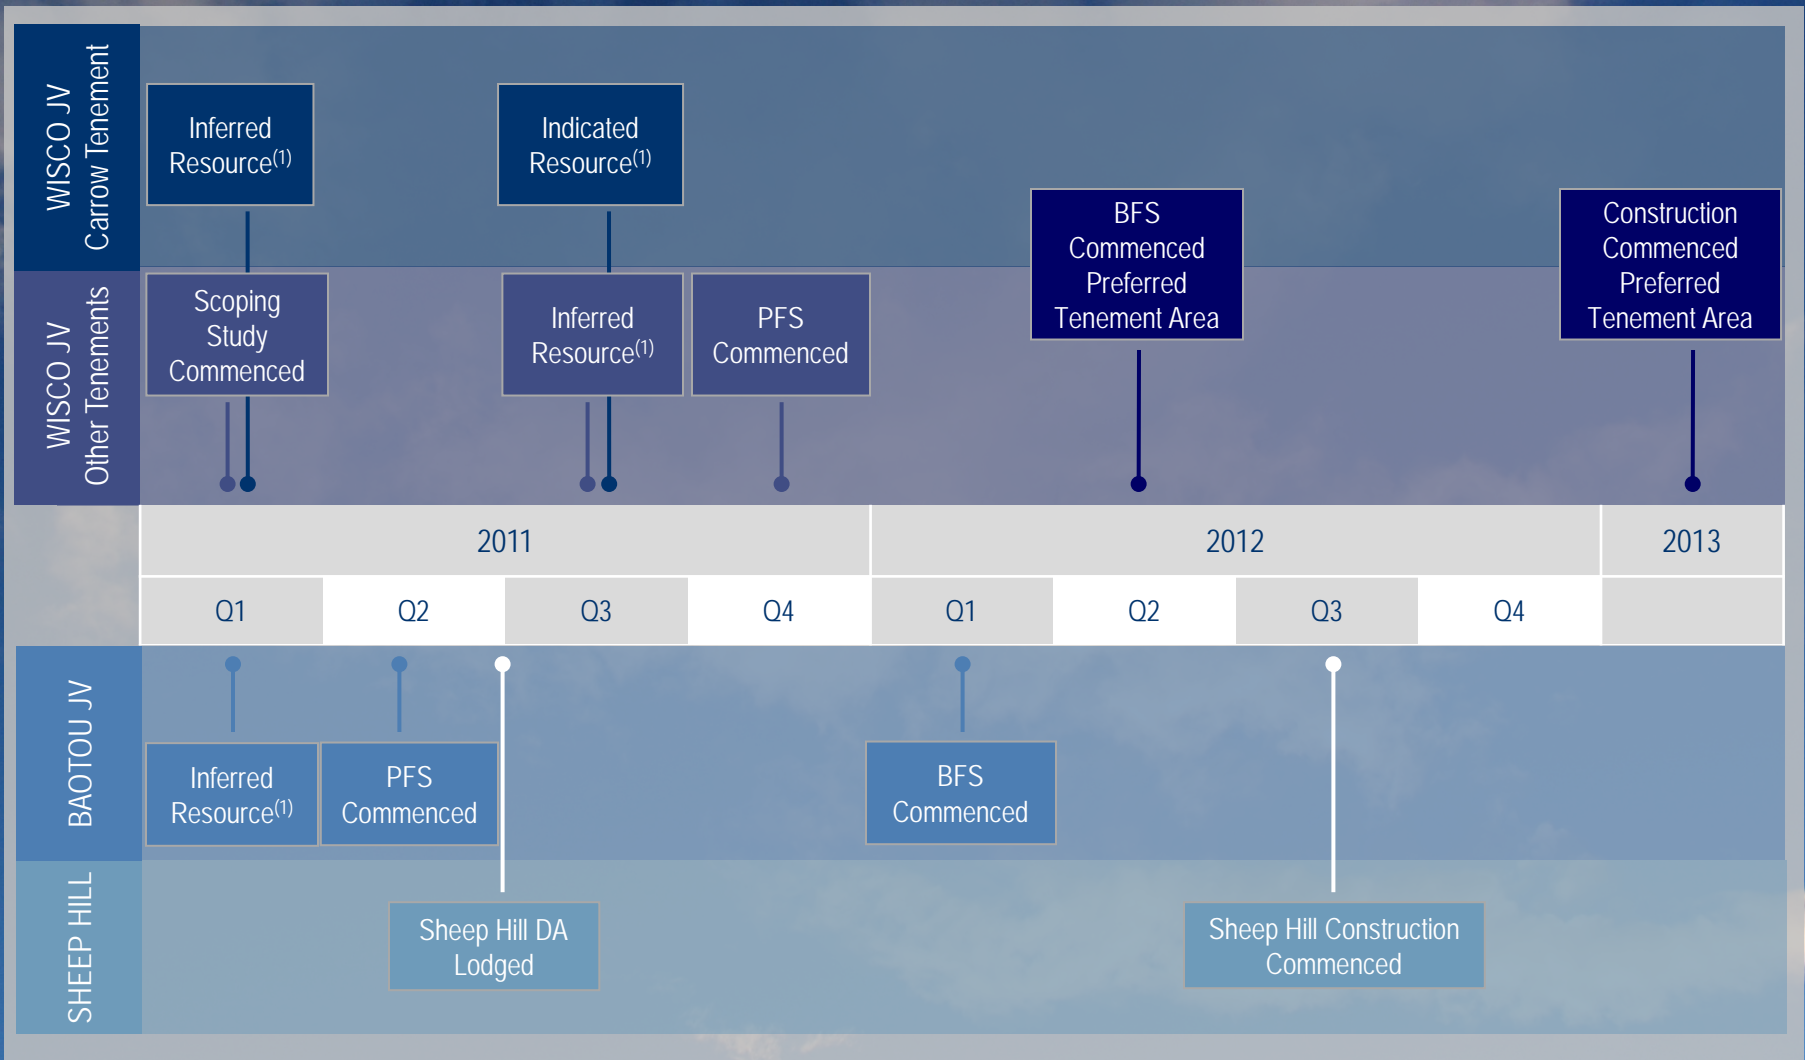 WISCO JV
Carrow Tenement
Inferred
Resource(1)
Indicated
Resource(1)
BFS
Commenced
Preferred
Tenement Area
Construction
Commenced
Preferred
Tenement Area
WISCO JV
Other Tenements
Scoping
Study
Commenced
Inferred
Resource(1)
PFS
Commenced
2011
2012
2013
Q1
Q2
Q3
Q4
Q1
Q2
Q3
Q4
BAOTOU JV
Inferred
Resource(1)
PFS
Commenced
BFS
Commenced
SHEEP HILL
Sheep Hill DA
Lodged
Sheep Hill Construction
Commenced